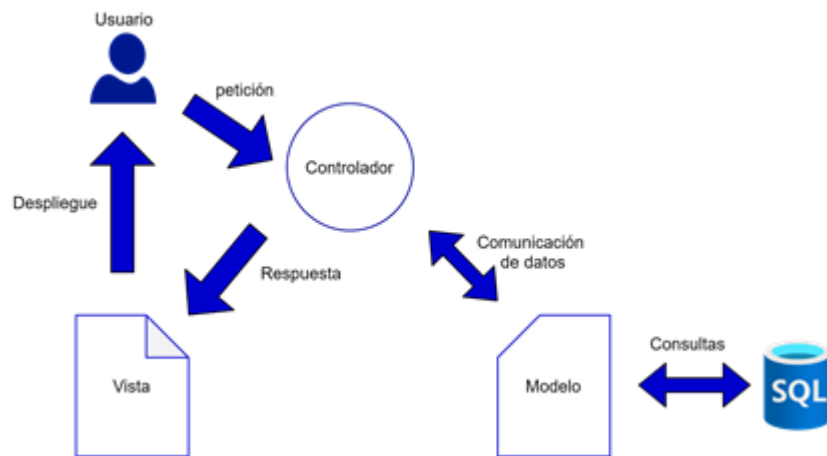 Usuario
petición
Controlador
Despliegue
Respuesta
Comunicación
de datos
Vista
Modelo
Consultas
SQL